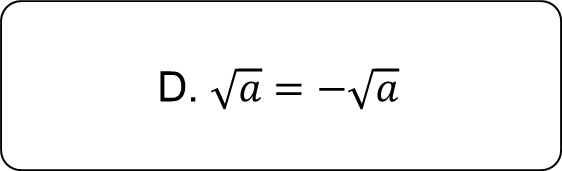 D. √a = −√a